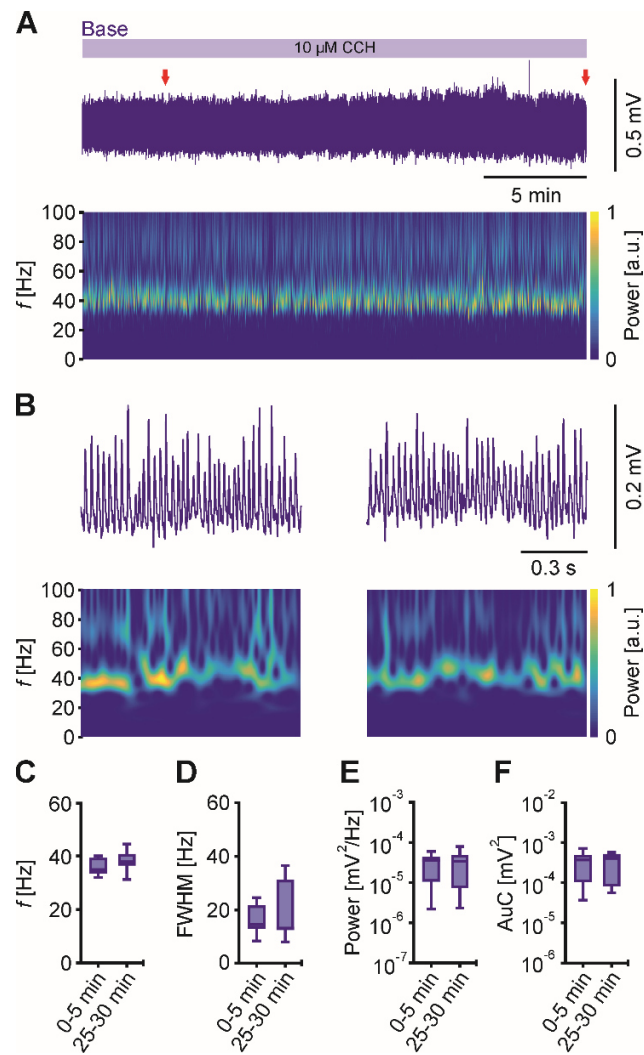 A
Base
10 µM CCH
0.5 mV
5 min
100
80
60
40
20
0
f [Hz]
1
0
Power [a.u.]
B
0.2 mV
0.3 s
100
80
60
40
20
0
f [Hz]
1
0
Power [a.u.]
C
60
40
20
0
f [Hz]
0-5 min
25-30 min
D
60
40
20
0
FWHM [Hz]
0-5 min
25-30 min
E
10⁻³
10⁻⁴
10⁻⁵
10⁻⁶
10⁻⁷
Power [mV²/Hz]
0-5 min
25-30 min
F
10⁻²
10⁻³
10⁻⁴
10⁻⁵
10⁻⁶
AuC [mV²]
0-5 min
25-30 min